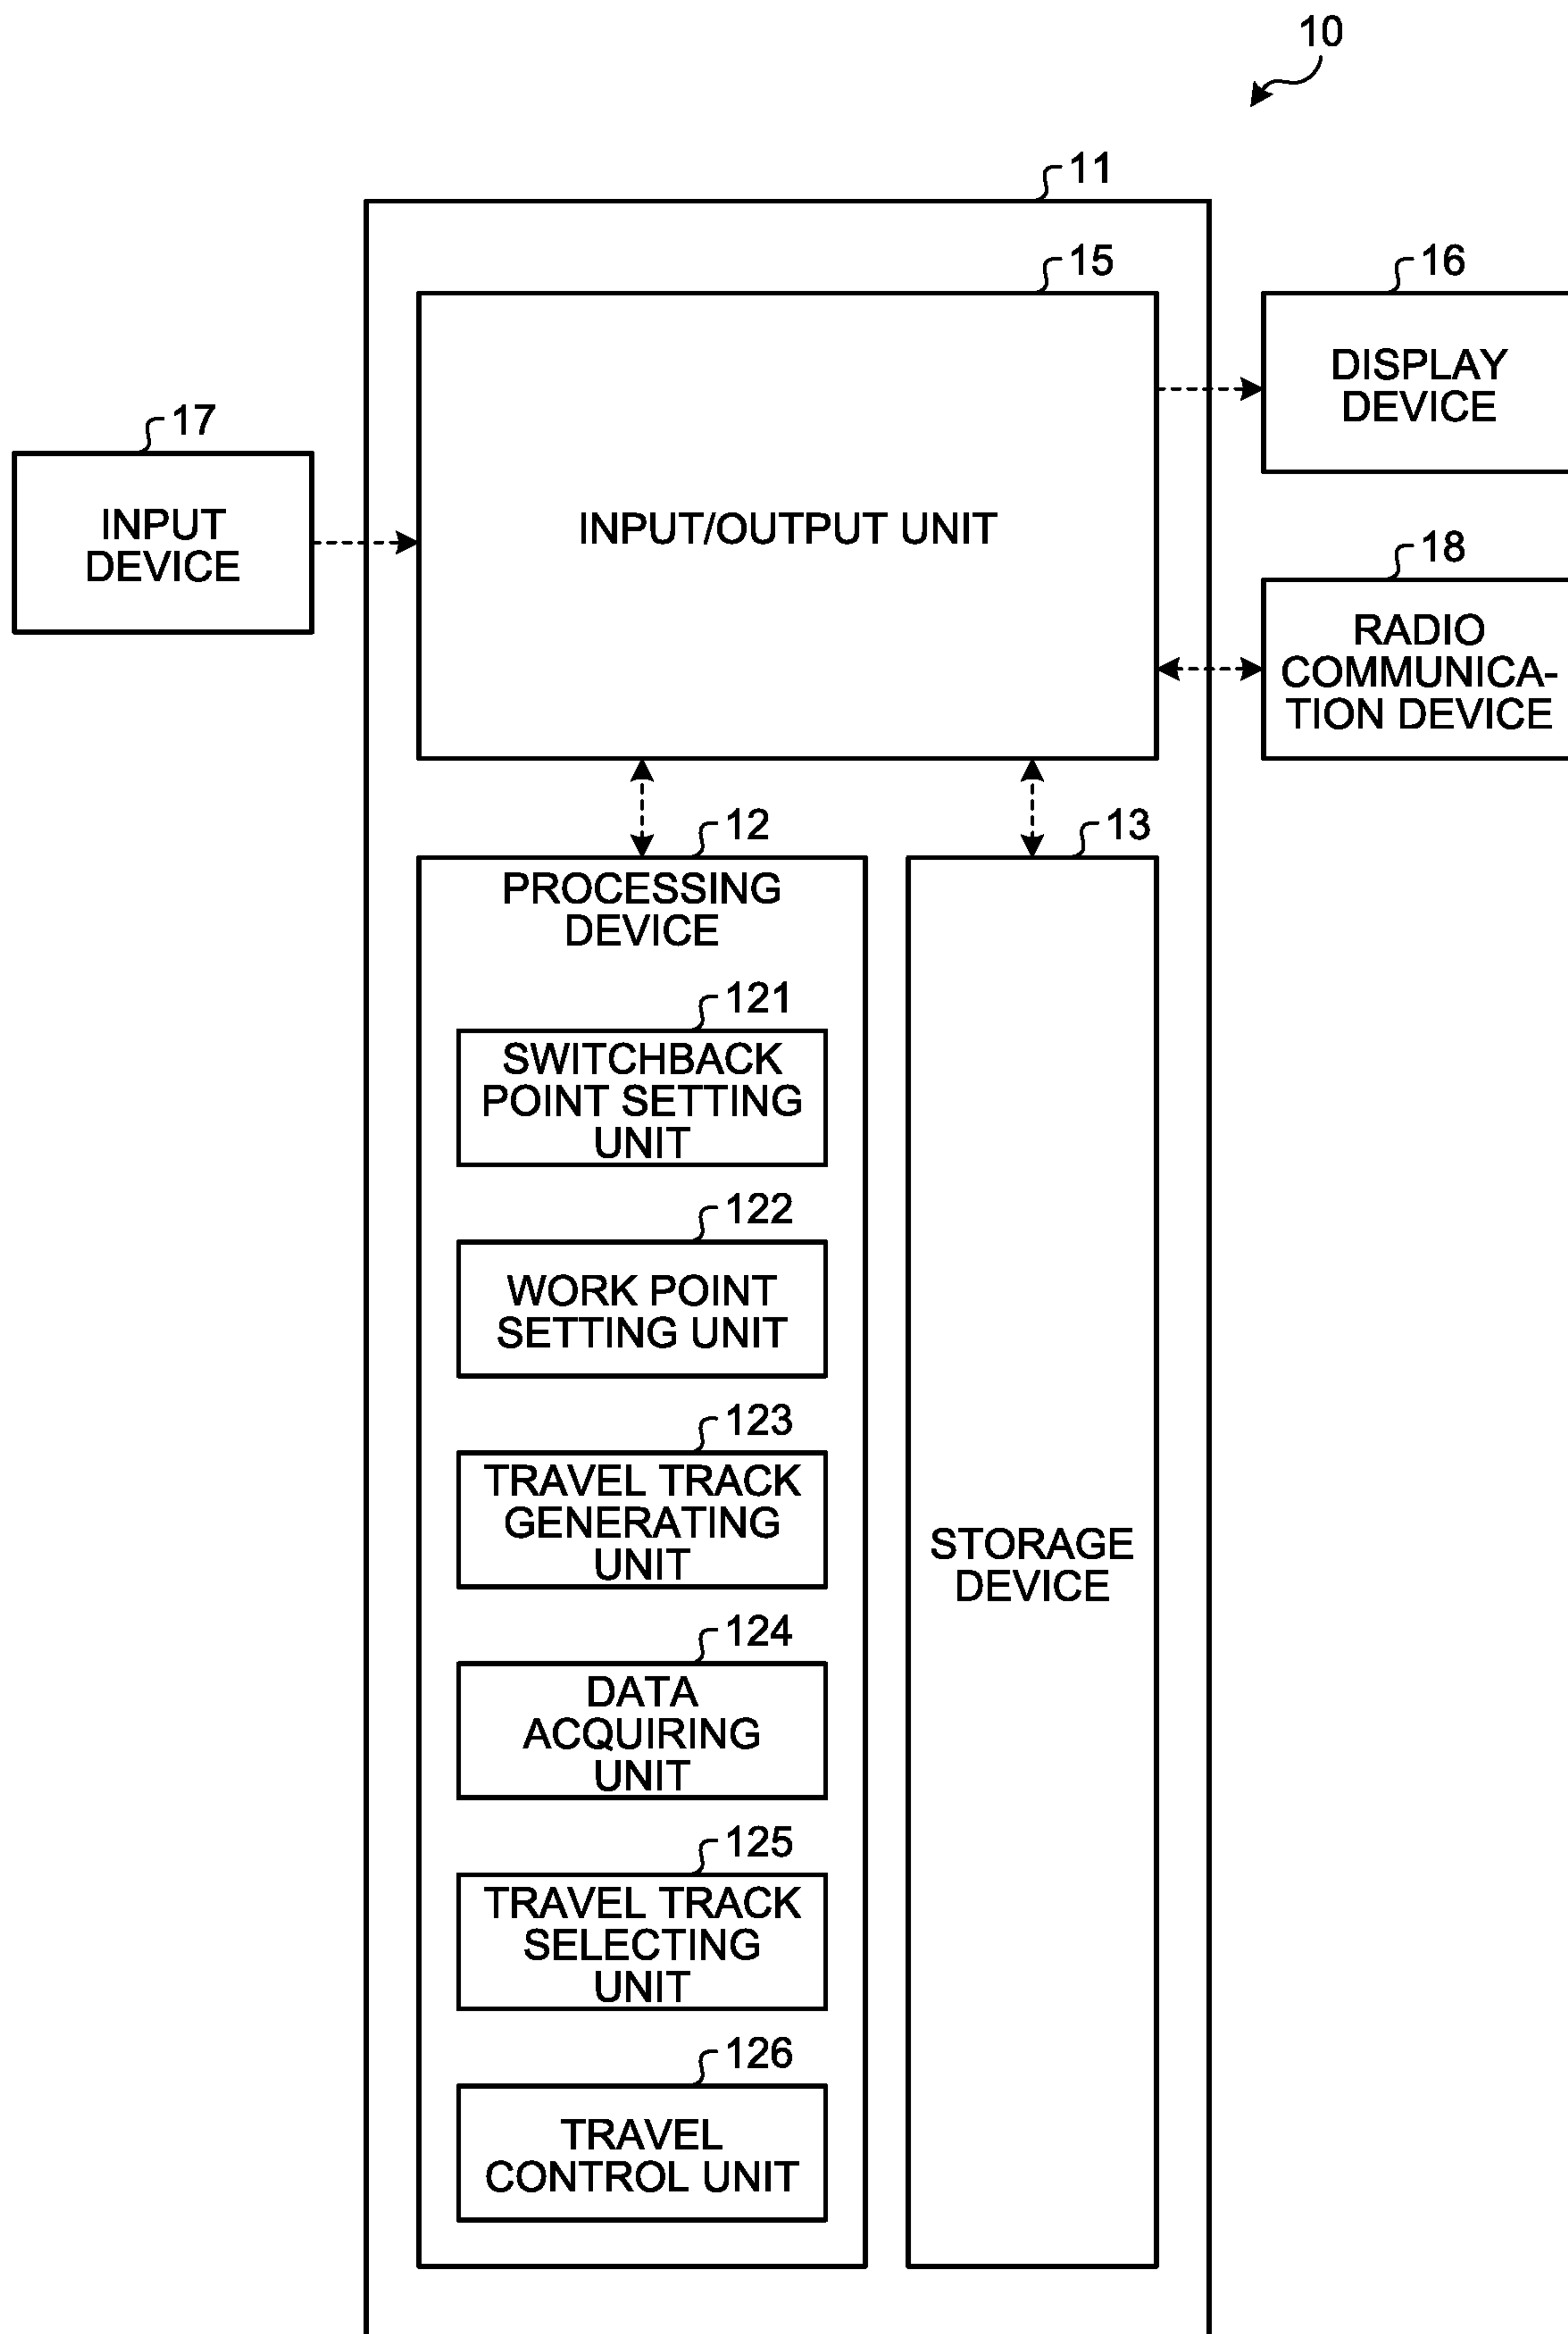 10
11
15
16
DISPLAY
DEVICE
17
INPUT
DEVICE
INPUT/OUTPUT UNIT
18
RADIO
COMMUNICA-
TION DEVICE
12
PROCESSING
DEVICE
13
STORAGE
DEVICE
121
SWITCHBACK
POINT SETTING
UNIT
122
WORK POINT
SETTING UNIT
123
TRAVEL TRACK
GENERATING
UNIT
124
DATA
ACQUIRING
UNIT
125
TRAVEL TRACK
SELECTING
UNIT
126
TRAVEL
CONTROL UNIT